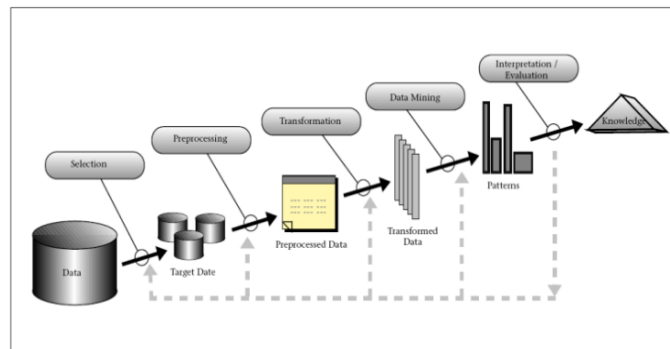 Interpretation /
Evaluation
Data Mining
Transformation
Preprocessing
Selection
Knowledge
Patterns
Transformed
Data
Preprocessed Data
Target Date
Data